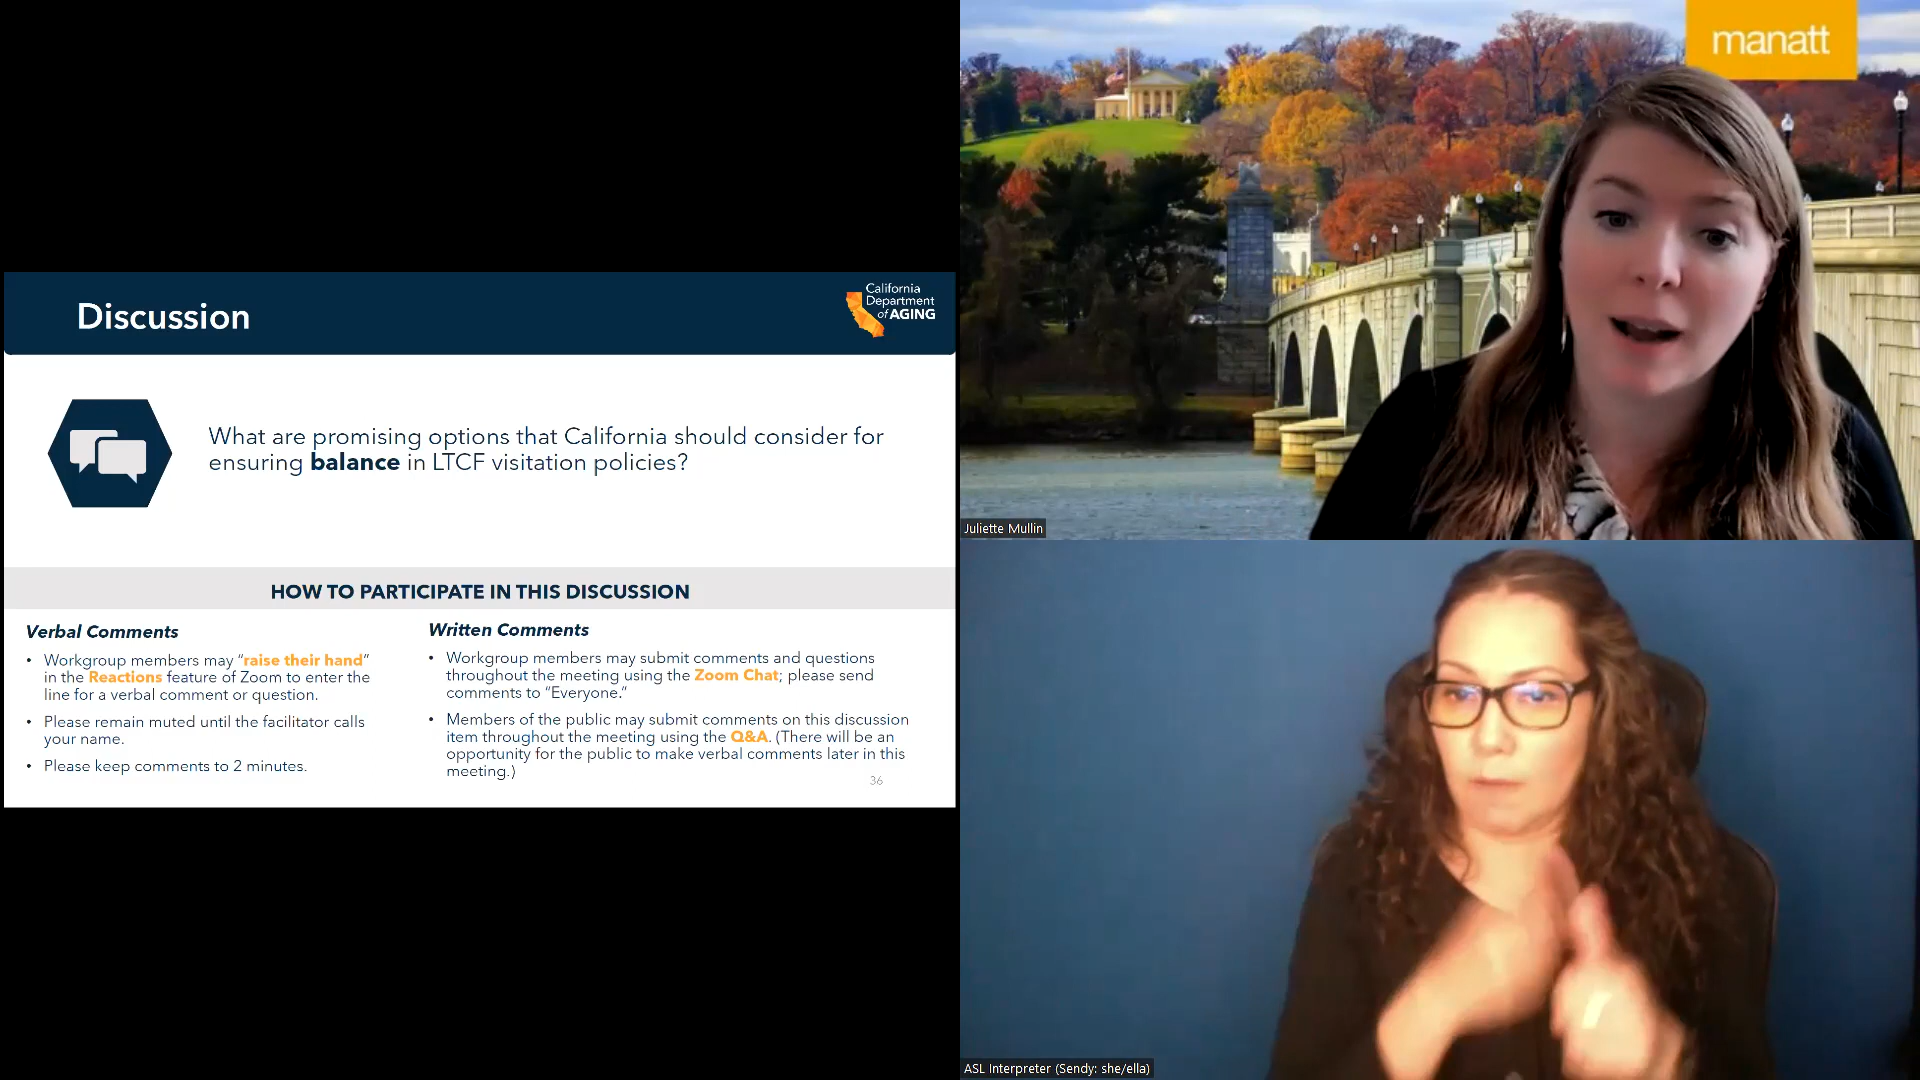 Discussion
California
Department
of AGING
What are promising options that California should consider for
ensuring balance in LTCF visitation policies?
HOW TO PARTICIPATE IN THIS DISCUSSION
Verbal Comments
• Workgroup members may “raise their hand”
in the Reactions feature of Zoom to enter the
line for a verbal comment or question.
• Please remain muted until the facilitator calls
your name.
• Please keep comments to 2 minutes.
Written Comments
• Workgroup members may submit comments and questions
throughout the meeting using the Zoom Chat; please send
comments to “Everyone.”
• Members of the public may submit comments on this discussion
item throughout the meeting using the Q&A. (There will be an
opportunity for the public to make verbal comments later in this
meeting.)
36
manatt
Juliette Mullin
ASL Interpreter (Sendy: she/ella)